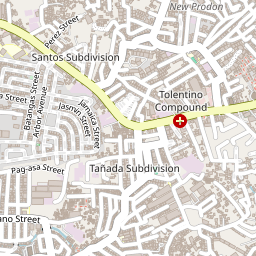 New Prodon
Perez Street
Santos Subdivision
Batangas Street
Arbor Avenue
Street
Jamaica Street
Jasmin Street
Tolentino
Compound
Pag-asa Street
Tañada Subdivision
ano Street